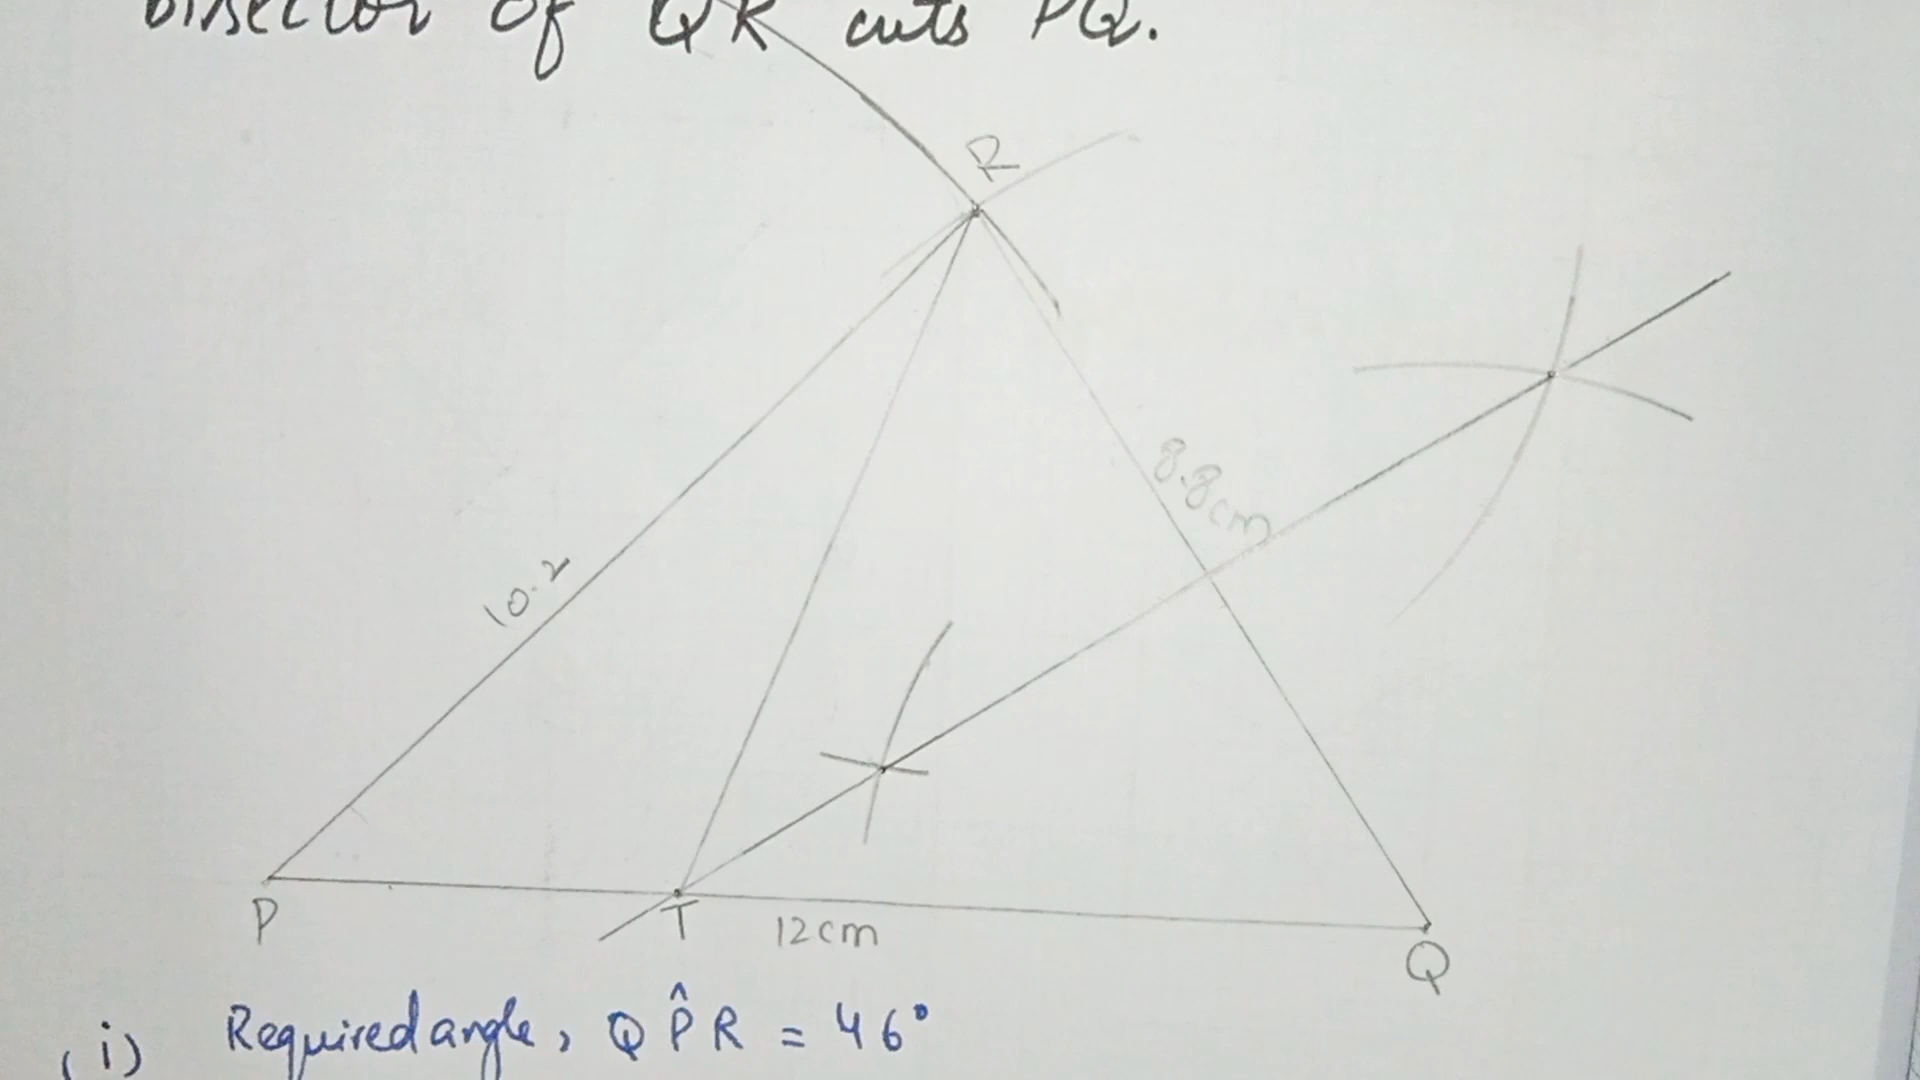 bisector of QR cuts PQ.
R
8.8cm
10.2
P
T
12cm
Q
(i) Required angle, QP̂R = 46°